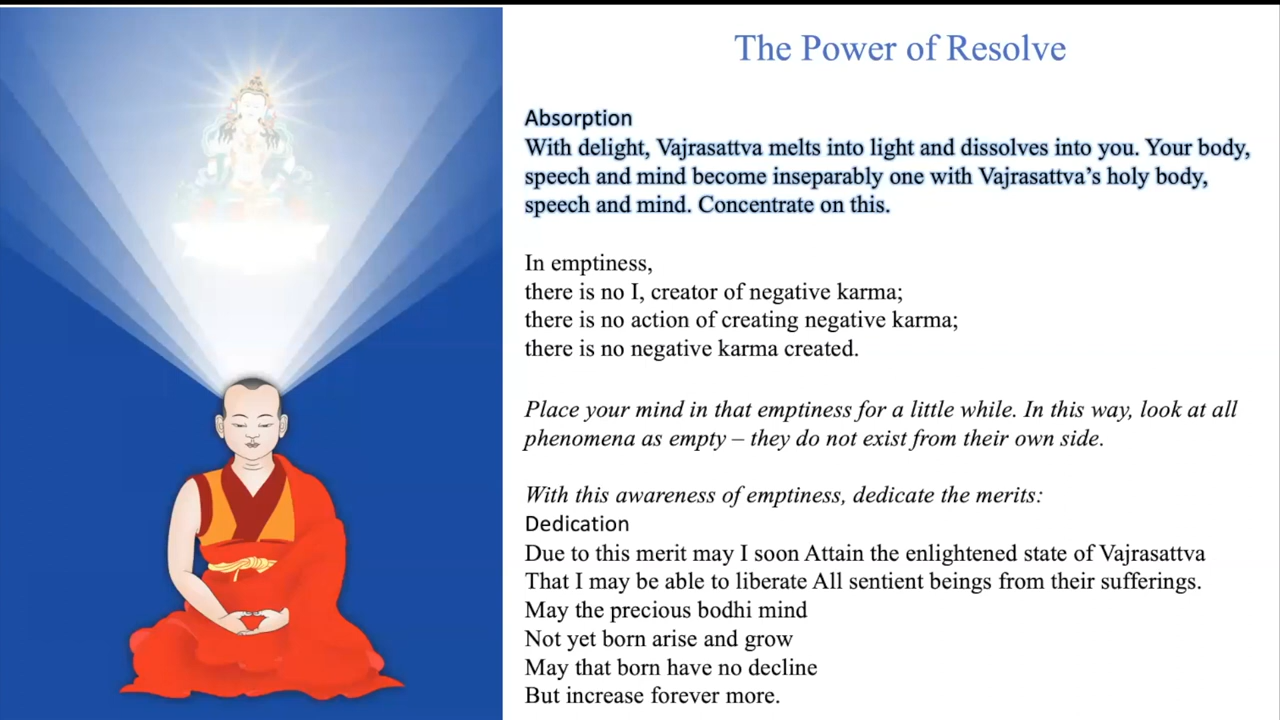 The Power of Resolve
Absorption
With delight, Vajrasattva melts into light and dissolves into you. Your body,
speech and mind become inseparably one with Vajrasattva’s holy body,
speech and mind. Concentrate on this.
In emptiness,
there is no I, creator of negative karma;
there is no action of creating negative karma;
there is no negative karma created.
Place your mind in that emptiness for a little while. In this way, look at all
phenomena as empty – they do not exist from their own side.
With this awareness of emptiness, dedicate the merits:
Dedication
Due to this merit may I soon Attain the enlightened state of Vajrasattva
That I may be able to liberate All sentient beings from their sufferings.
May the precious bodhi mind
Not yet born arise and grow
May that born have no decline
But increase forever more.